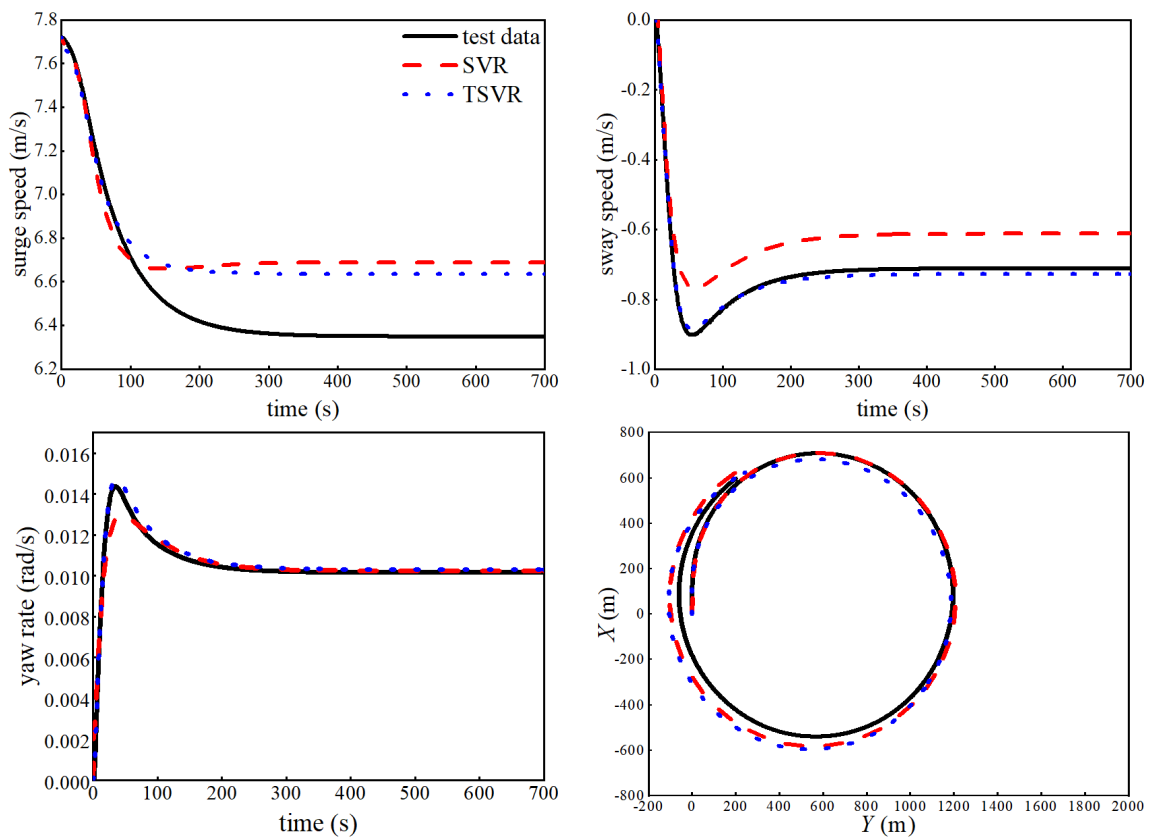 7.8
7.6
7.4
7.2
7.0
6.8
6.6
6.4
6.2
surge speed (m/s)
test data
SVR
TSVR
0 100 200 300 400 500 600 700
time (s)
0.0
-0.2
-0.4
-0.6
-0.8
-1.0
sway speed (m/s)
0 100 200 300 400 500 600 700
time (s)
0.016
0.014
0.012
0.010
0.008
0.006
0.004
0.002
0.000
yaw rate (rad/s)
0 100 200 300 400 500 600 700
time (s)
800
600
400
200
0
-200
-400
-600
-800
X (m)
-200 0 200 400 600 800 1000 1200 1400 1600 1800 2000
Y (m)